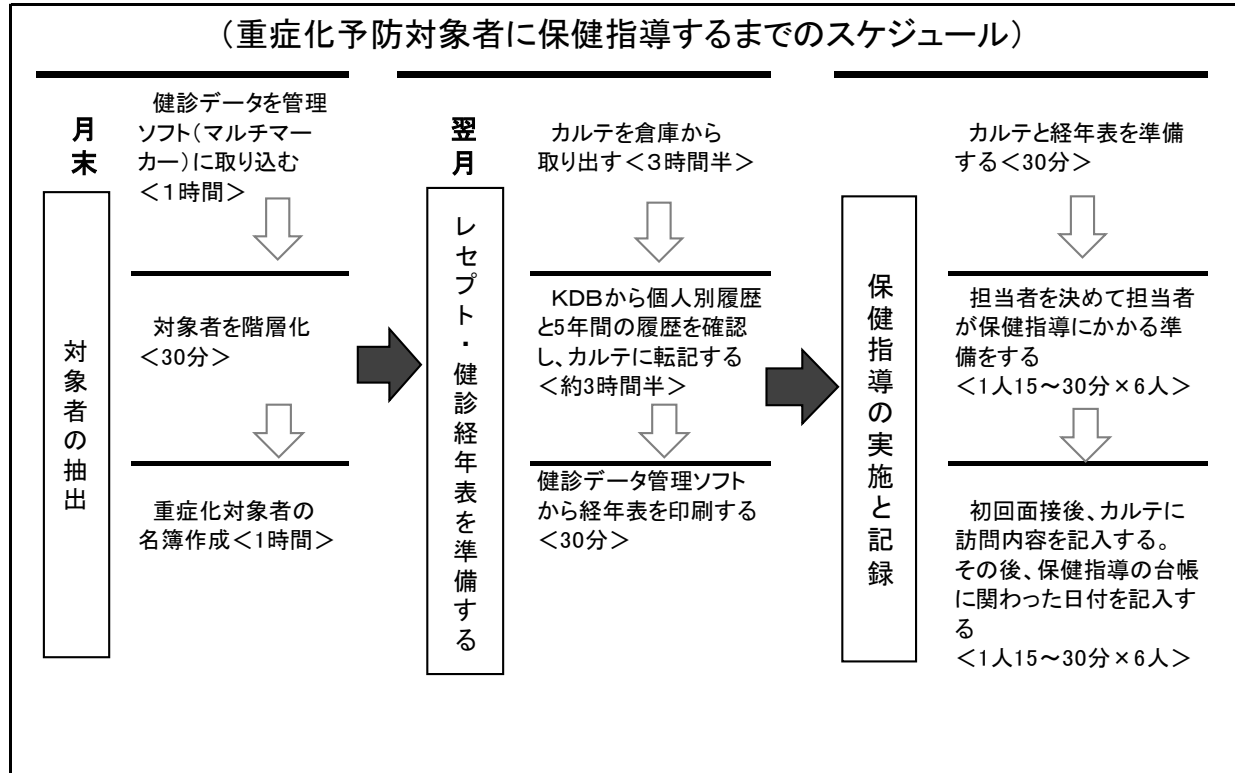 （重症化予防対象者に保健指導するまでのスケジュール）
月末
対象者の抽出
健診データを管理
ソフト（マルチマー
カー）に取り込む
＜１時間＞
対象者を階層化
＜30分＞
重症化対象者の
名簿作成＜1時間＞
翌月
レセプト・健診経年表を準備する
カルテを倉庫から
取り出す＜３時間半＞
ＫＤＢから個人別履歴
と5年間の履歴を確認
し、カルテに転記する
＜約3時間半＞
健診データ管理ソフト
から経年表を印刷する
＜30分＞
保健指導の実施と記録
カルテと経年表を準備
する＜30分＞
担当者を決めて担当者
が保健指導にかかる準
備をする
＜1人15～30分×6人＞
初回面接後、カルテに
訪問内容を記入する。
その後、保健指導の台帳
に関わった日付を記入す
る
＜1人15～30分×6人＞